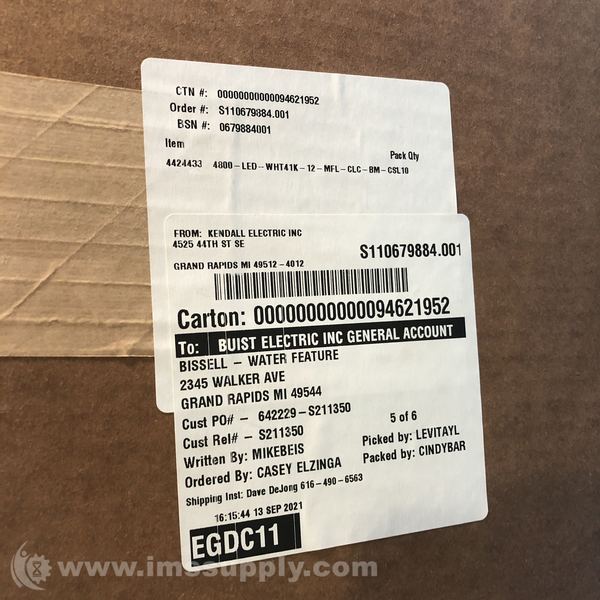 CTN #: 00000000000094621952
Order #: S110679884.001
BSN #: 0679884001
Item Pack Qty
4424433 4800-LED-WHT41K-12-MFL-CLC-BM-CSL10
FROM: KENDALL ELECTRIC INC
4525 44TH ST SE
S110679884.001
GRAND RAPIDS MI 49512-4012
Carton: 00000000000094621952
To: BUIST ELECTRIC INC GENERAL ACCOUNT
BISSELL - WATER FEATURE
2345 WALKER AVE
GRAND RAPIDS MI 49544
Cust PO# - 642229-S211350 5 of 6
Cust Rel# - S211350 Picked by: LEVITAYL
Written By: MIKEBEIS Packed by: CINDYBAR
Ordered By: CASEY ELZINGA
Shipping Inst: Dave DeJong 616-490-6563
16:15:44 13 SEP 2021
EGDC11
www.imssupply.com